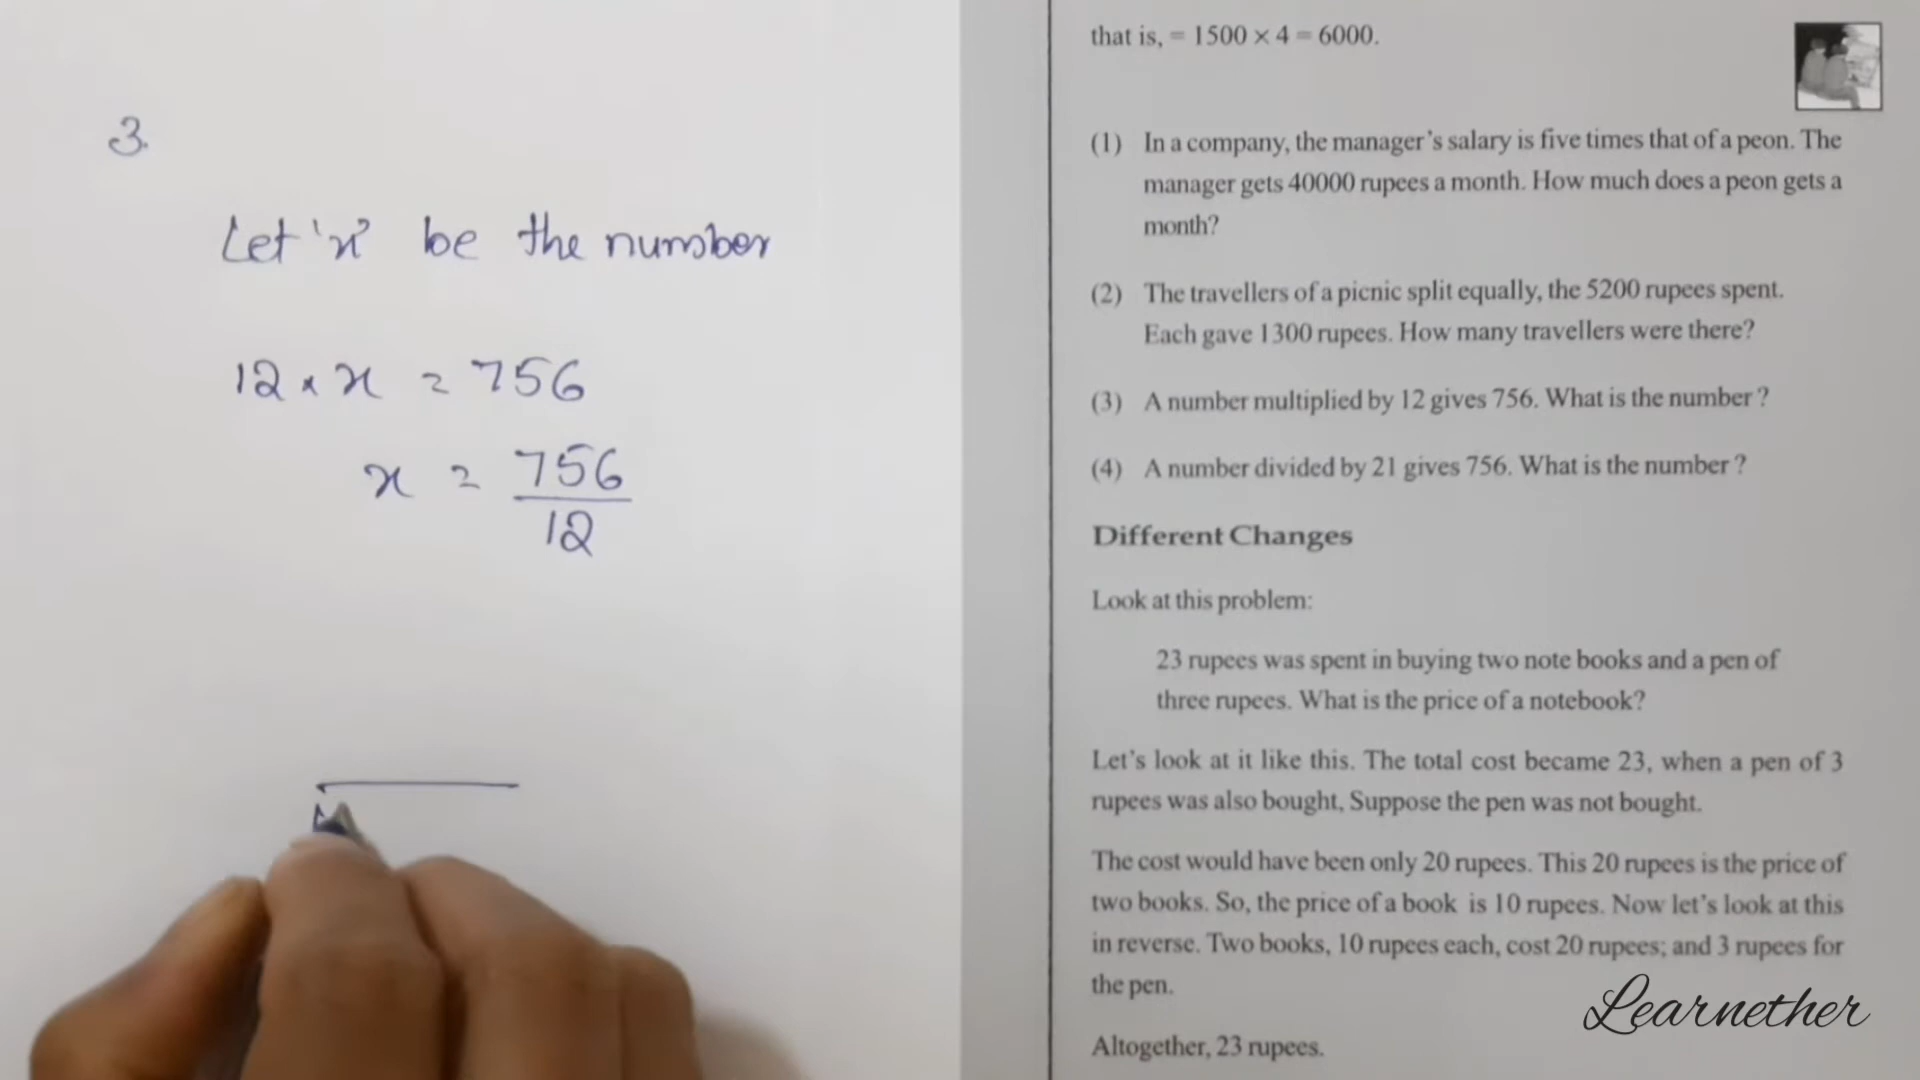 3.
Let 'x' be the number
12 × x = 756
x = 756
12
that is, = 1500 × 4 = 6000.
(1) In a company, the manager's salary is five times that of a peon. The
manager gets 40000 rupees a month. How much does a peon gets a
month?
(2) The travellers of a picnic split equally, the 5200 rupees spent.
Each gave 1300 rupees. How many travellers were there?
(3) A number multiplied by 12 gives 756. What is the number ?
(4) A number divided by 21 gives 756. What is the number ?
Different Changes
Look at this problem:
23 rupees was spent in buying two note books and a pen of
three rupees. What is the price of a notebook?
Let's look at it like this. The total cost became 23, when a pen of 3
rupees was also bought, Suppose the pen was not bought.
The cost would have been only 20 rupees. This 20 rupees is the price of
two books. So, the price of a book is 10 rupees. Now let's look at this
in reverse. Two books, 10 rupees each, cost 20 rupees; and 3 rupees for
the pen.
Altogether, 23 rupees.
Learnether